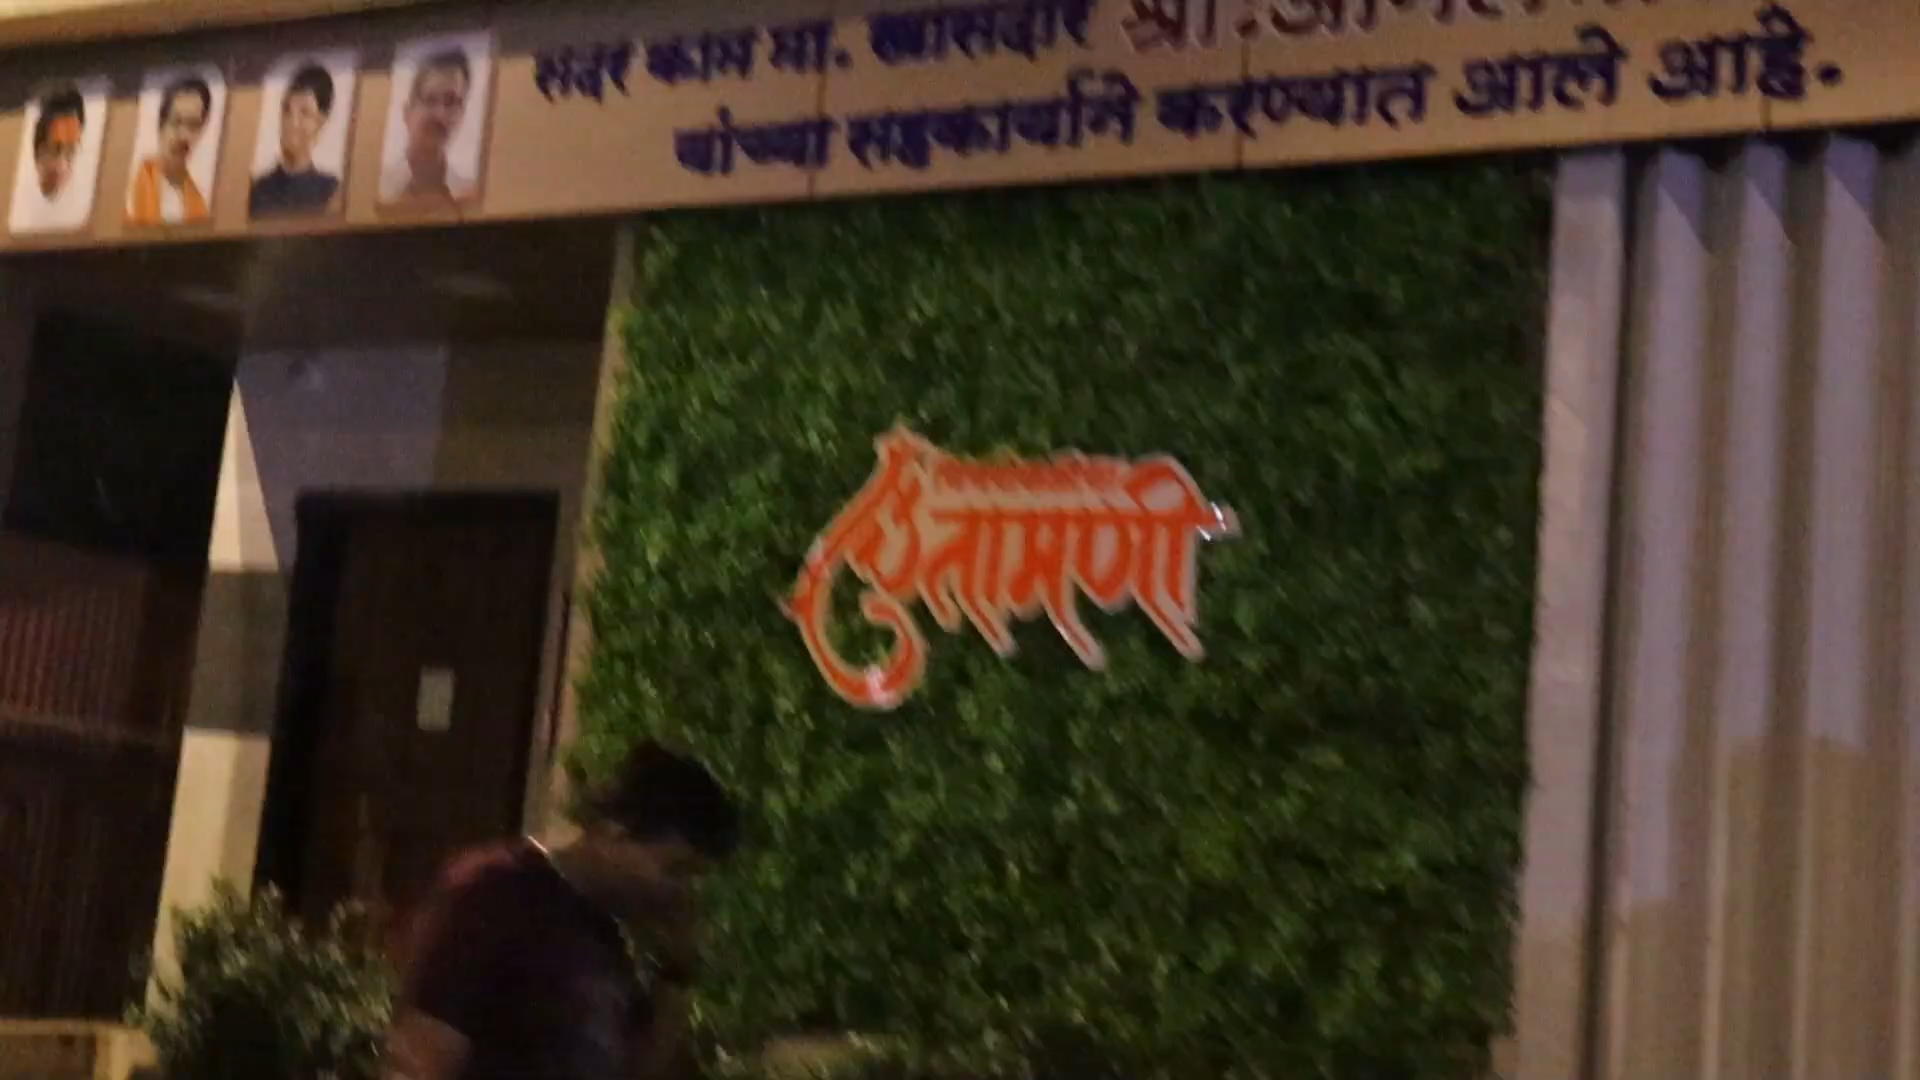 सदर काम मा. खासदार श्री.
यांच्या सहकार्याने करण्यात आले आहे.
चिंतामणी